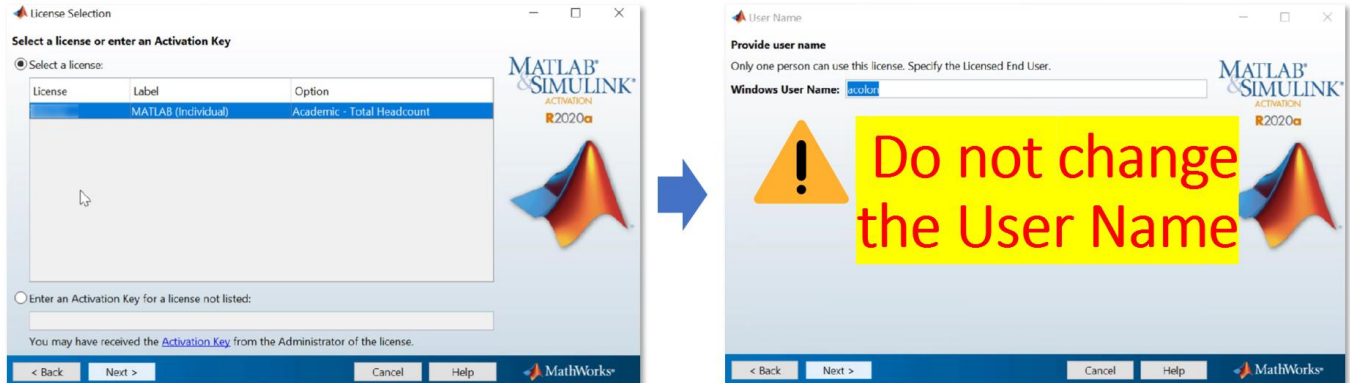 License Selection
Select a license or enter an Activation Key
Select a license:
License Label Option
MATLAB (Individual) Academic - Total Headcount
Enter an Activation Key for a license not listed:
You may have received the Activation Key from the Administrator of the license.
< Back Next > Cancel Help MathWorks®
MATLAB®
&SIMULINK®
ACTIVATION
R2020a
User Name
Provide user name
Only one person can use this license. Specify the Licensed End User.
Windows User Name: acolon
Do not change
the User Name
MATLAB®
&SIMULINK®
ACTIVATION
R2020a
< Back Next > Cancel Help MathWorks®